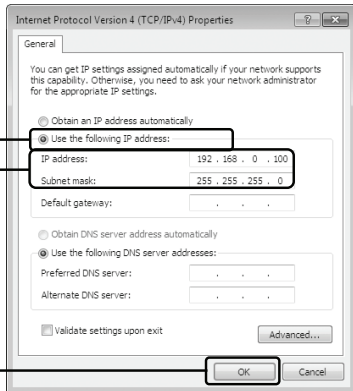 Internet Protocol Version 4 (TCP/IPv4) Properties
General
You can get IP settings assigned automatically if your network supports
this capability. Otherwise, you need to ask your network administrator
for the appropriate IP settings.
Obtain an IP address automatically
Use the following IP address:
IP address: 192 . 168 . 0 . 100
Subnet mask: 255 . 255 . 255 . 0
Default gateway: . . .
Obtain DNS server address automatically
Use the following DNS server addresses:
Preferred DNS server: . . .
Alternate DNS server: . . .
Validate settings upon exit
Advanced...
OK Cancel